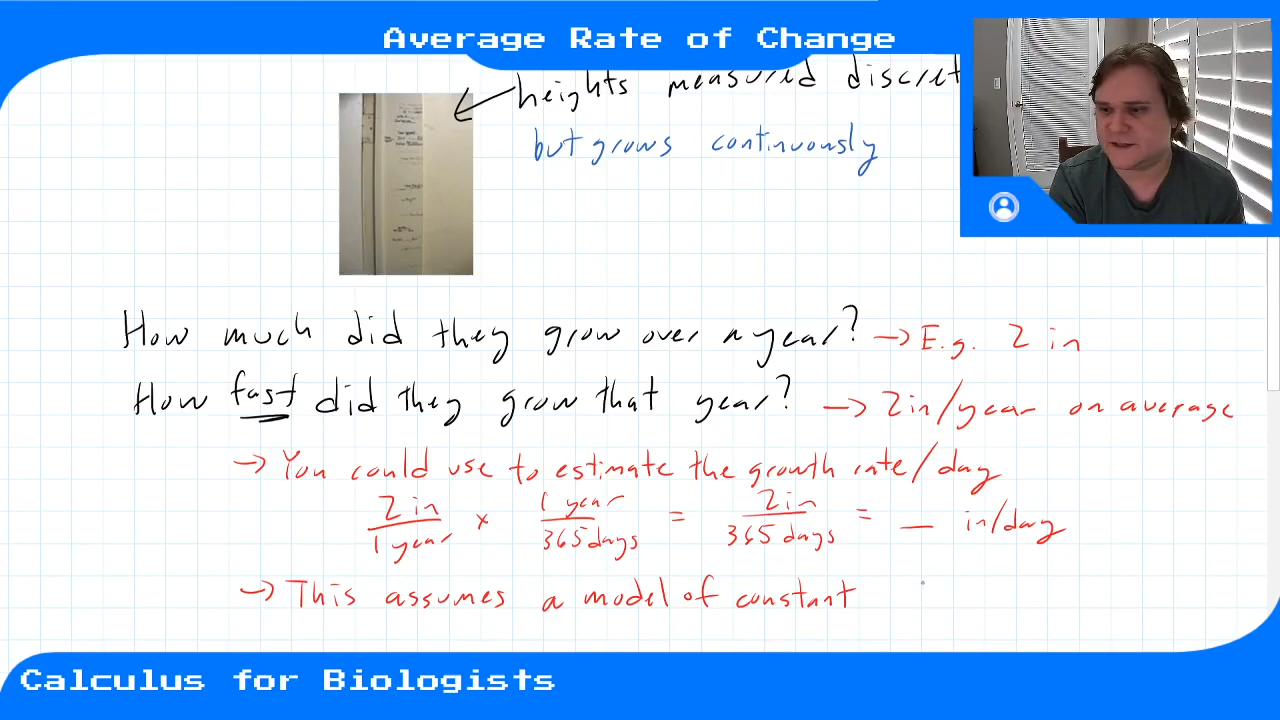 Average Rate of Change
heights measured discret
but grows continuously
How much did they grow over a year? → E.g. 2 in
How fast did they grow that year? → 2in/year on average
→ You could use to estimate the growth rate/day
2 in / 1 year × 1 year / 365 days = 2 in / 365 days = _ in/day
→ This assumes a model of constant
Calculus for Biologists